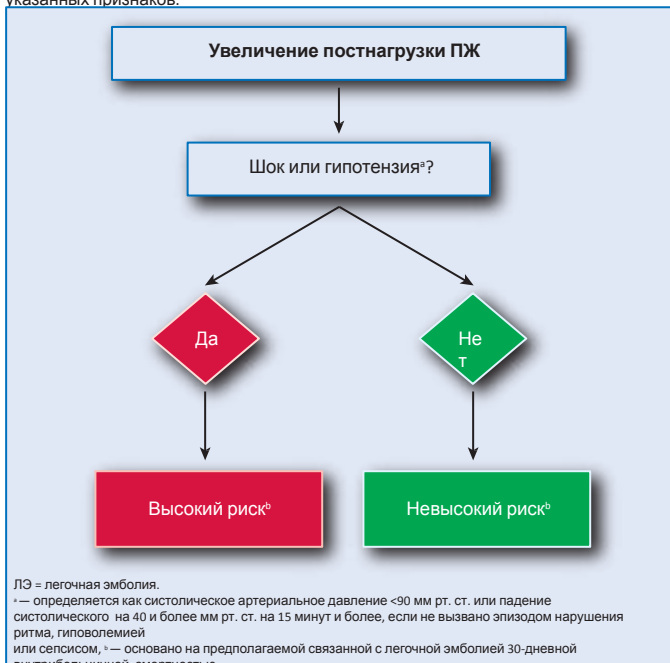 указанных признаков.
Увеличение постнагрузки ПЖ
Шок или гипотензияᵃ?
Да
Не
т
Высокий рискᵇ
Невысокий рискᵇ
ЛЭ = легочная эмболия.
ᵃ — определяется как систолическое артериальное давление <90 мм рт. ст. или падение
систолического на 40 и более мм рт. ст. на 15 минут и более, если не вызвано эпизодом нарушения
ритма, гиповолемией
или сепсисом, ᵇ — основано на предполагаемой связанной с легочной эмболией 30-дневной